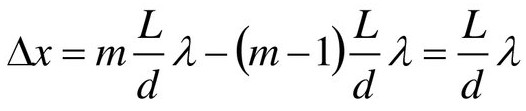 Δx = m L/d λ − (m − 1) L/d λ = L/d λ